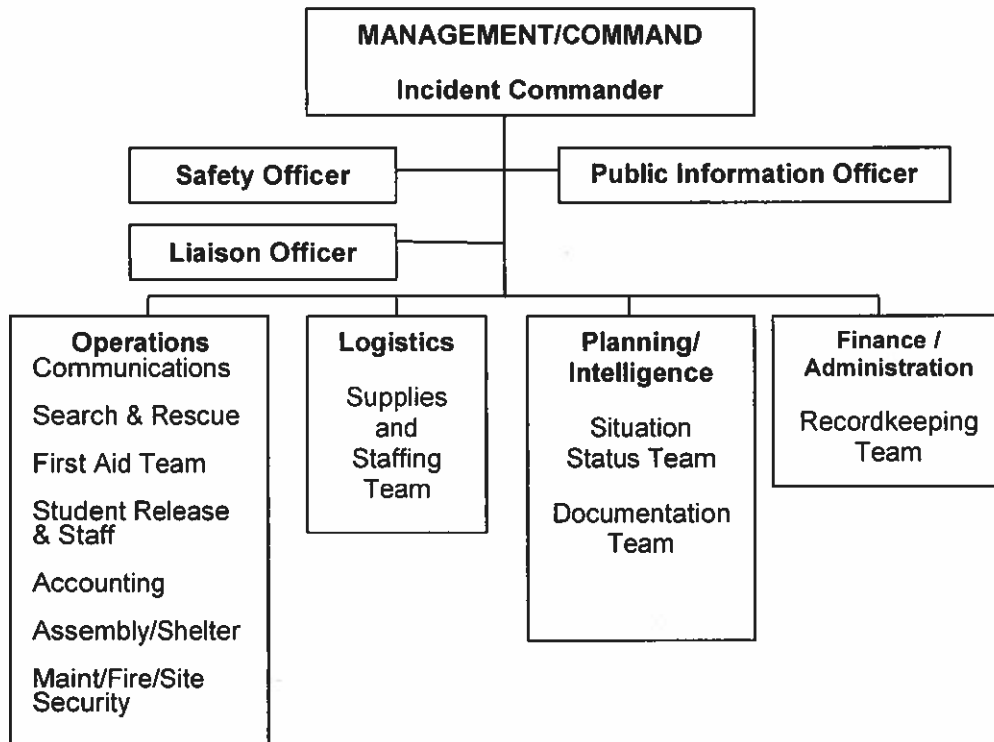 MANAGEMENT/COMMAND
Incident Commander
Safety Officer
Public Information Officer
Liaison Officer
Operations
Communications
Search & Rescue
First Aid Team
Student Release
& Staff
Accounting
Assembly/Shelter
Maint/Fire/Site
Security
Logistics
Supplies
and
Staffing
Team
Planning/
Intelligence
Situation
Status Team
Documentation
Team
Finance /
Administration
Recordkeeping
Team